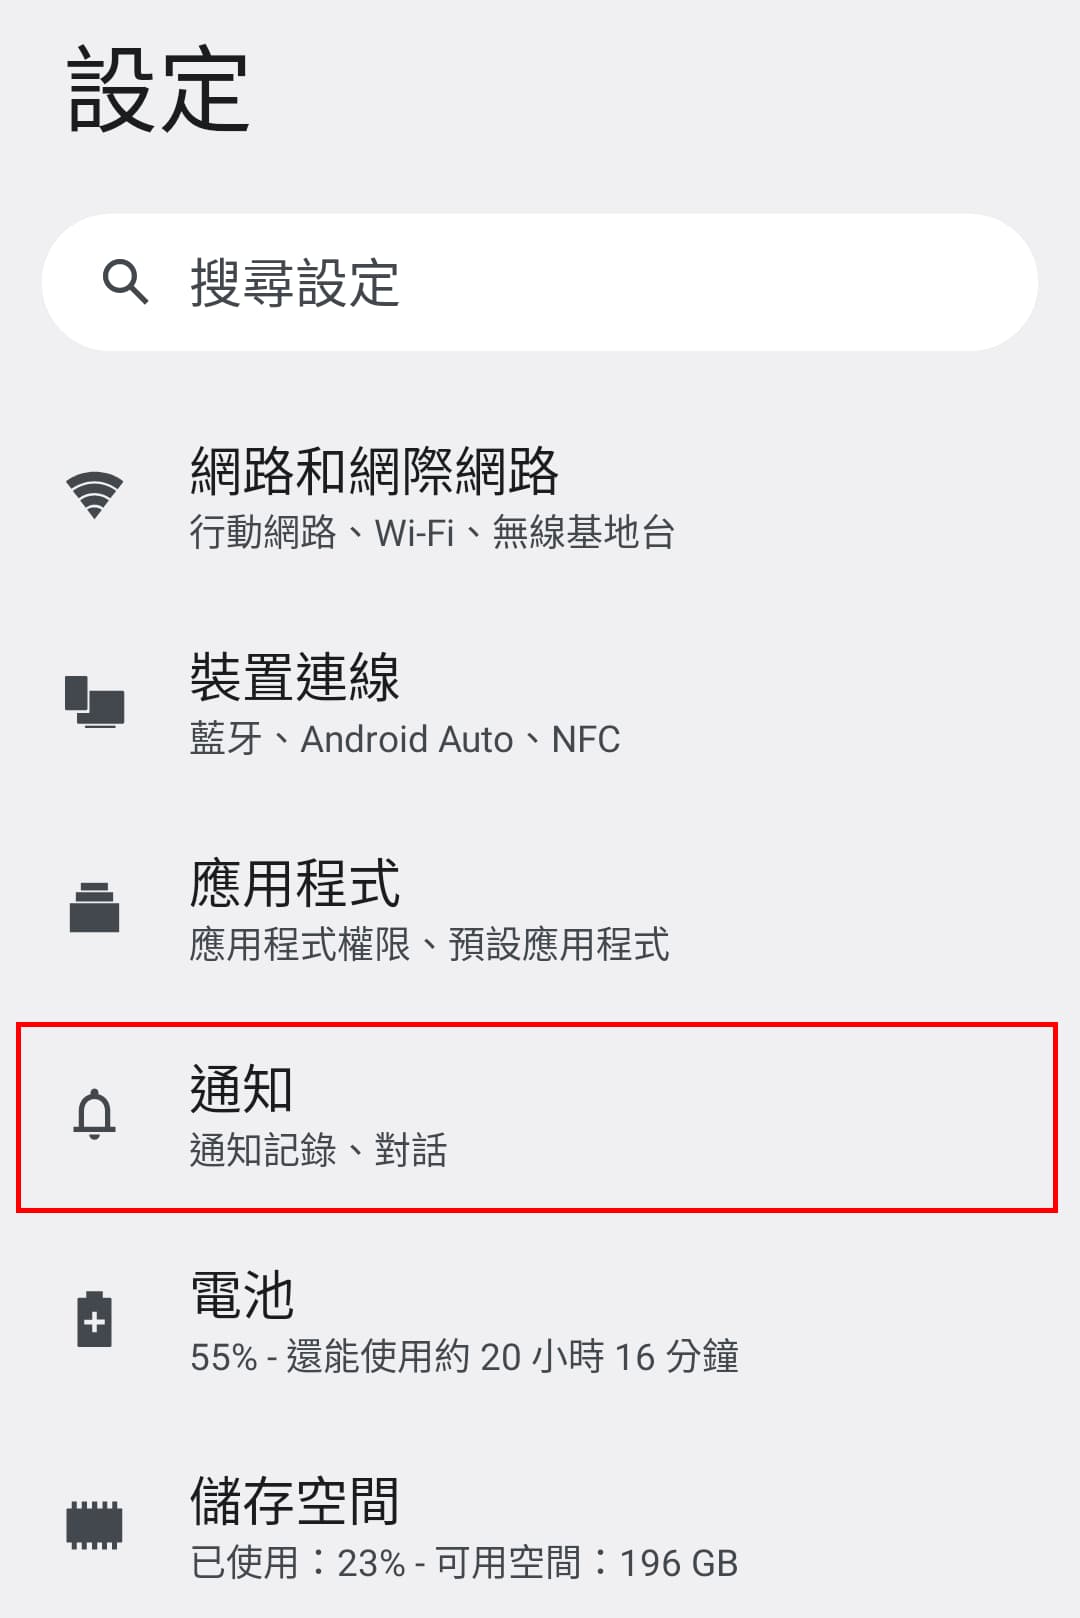 設定
搜尋設定
網路和網際網路
行動網路、Wi-Fi、無線基地台
裝置連線
藍牙、Android Auto、NFC
應用程式
應用程式權限、預設應用程式
通知
通知記錄、對話
電池
55% - 還能使用約 20 小時 16 分鐘
儲存空間
已使用：23% - 可用空間：196 GB